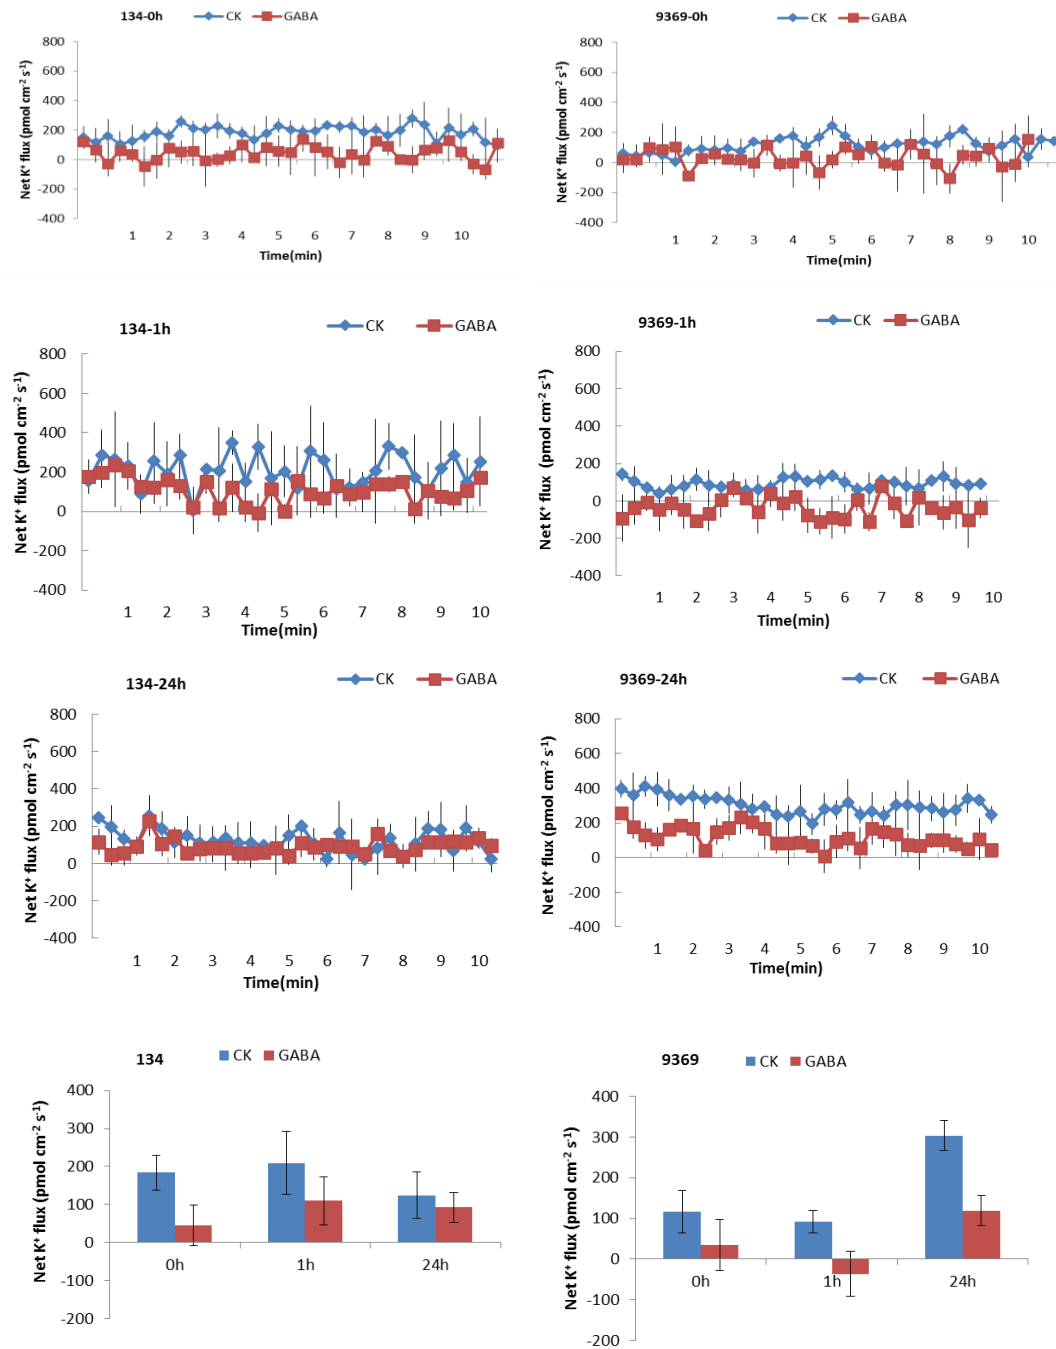 134-0h CK GABA
Net K⁺ flux (pmol cm⁻² s⁻¹)
800
600
400
200
0
-200
-400
1 2 3 4 5 6 7 8 9 10
Time(min)
9369-0h CK GABA
Net K⁺ flux (pmol cm⁻² s⁻¹)
800
600
400
200
0
-200
-400
1 2 3 4 5 6 7 8 9 10
Time(min)
134-1h CK GABA
Net K⁺ flux (pmol cm⁻² s⁻¹)
800
600
400
200
0
-200
-400
1 2 3 4 5 6 7 8 9 10
Time(min)
9369-1h CK GABA
Net K⁺ flux (pmol cm⁻² s⁻¹)
800
600
400
200
0
-200
-400
1 2 3 4 5 6 7 8 9 10
Time(min)
134-24h CK GABA
Net K⁺ flux (pmol cm⁻² s⁻¹)
800
600
400
200
0
-200
-400
1 2 3 4 5 6 7 8 9 10
Time(min)
9369-24h CK GABA
Net K⁺ flux (pmol cm⁻² s⁻¹)
800
600
400
200
0
-200
-400
1 2 3 4 5 6 7 8 9 10
Time(min)
134 CK GABA
Net K⁺ flux (pmol cm⁻² s⁻¹)
400
300
200
100
0
-100
-200
0h 1h 24h
9369 CK GABA
Net K⁺ flux (pmol cm⁻² s⁻¹)
400
300
200
100
0
-100
-200
0h 1h 24h